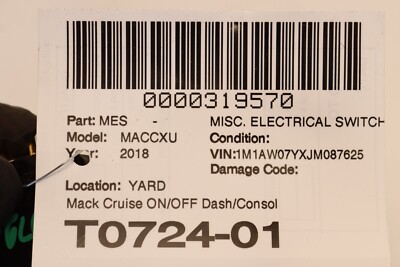 0000319570
Part: MES - MISC. ELECTRICAL SWITCH
Model: MACCXU Condition:
Year: 2018 VIN:1M1AW07YXJM087625
Damage Code:
Location: YARD
Mack Cruise ON/OFF Dash/Consol
T0724-01